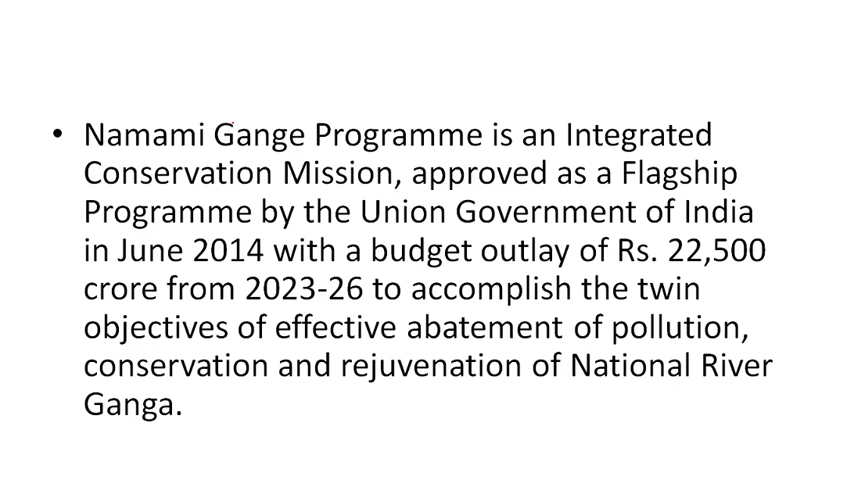 • Namami Gange Programme is an Integrated
Conservation Mission, approved as a Flagship
Programme by the Union Government of India
in June 2014 with a budget outlay of Rs. 22,500
crore from 2023-26 to accomplish the twin
objectives of effective abatement of pollution,
conservation and rejuvenation of National River
Ganga.